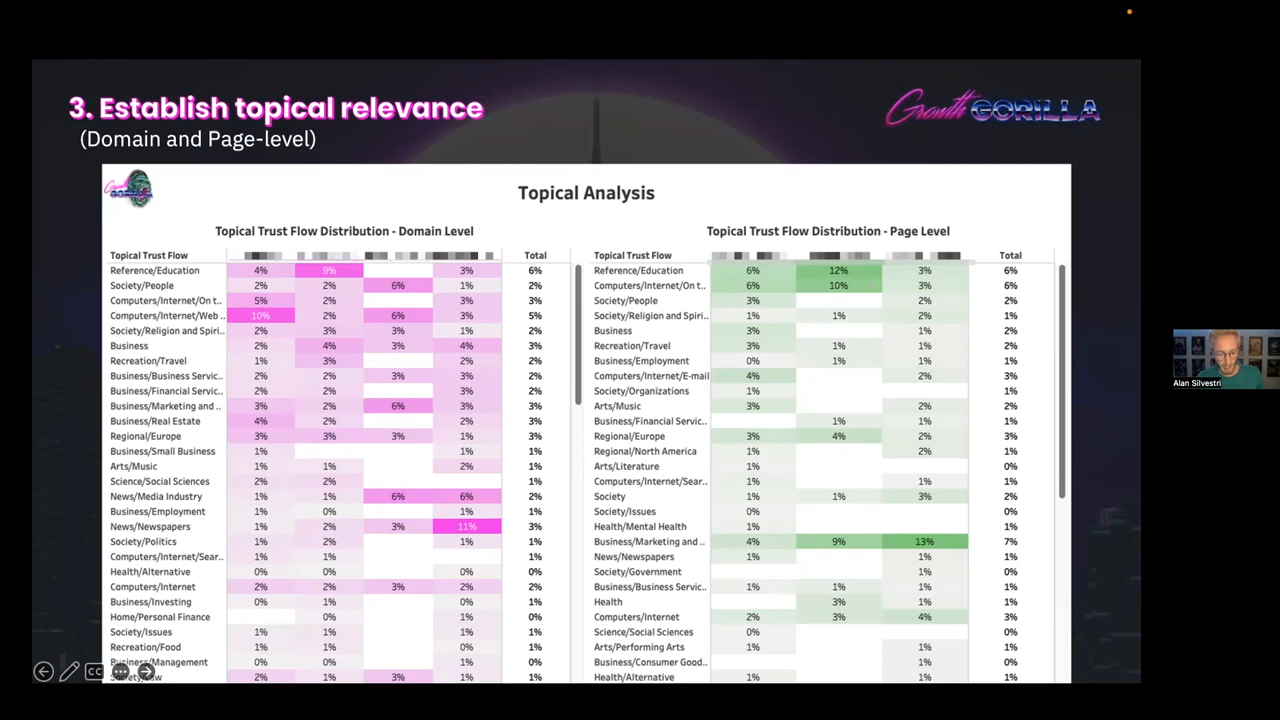 3. Establish topical relevance
(Domain and Page-level)
Growth GORILLA
Topical Analysis
Topical Trust Flow Distribution - Domain Level
Topical Trust Flow Total
Reference/Education 4% 9% 3% 6%
Society/People 2% 2% 6% 1% 2%
Computers/Internet/On t.. 5% 2% 3% 3%
Computers/Internet/Web .. 10% 2% 6% 3% 5%
Society/Religion and Spiri.. 2% 3% 3% 1% 2%
Business 2% 4% 3% 4% 3%
Recreation/Travel 1% 3% 2% 2%
Business/Business Servic.. 2% 2% 3% 3% 2%
Business/Financial Servic.. 2% 2% 3% 2%
Business/Marketing and .. 3% 2% 6% 3% 3%
Business/Real Estate 4% 2% 2% 3%
Regional/Europe 3% 3% 3% 1% 3%
Business/Small Business 1% 1% 1%
Arts/Music 1% 1% 2% 1%
Science/Social Sciences 2% 2% 1%
News/Media Industry 1% 1% 6% 6% 2%
Business/Employment 1% 0% 1% 1%
News/Newspapers 1% 2% 3% 11% 3%
Society/Politics 1% 2% 1% 1%
Computers/Internet/Sear.. 1% 1% 1%
Health/Alternative 0% 0% 0% 0%
Computers/Internet 2% 2% 3% 2% 2%
Business/Investing 0% 1% 0% 1%
Home/Personal Finance 0% 1% 0%
Society/Issues 1% 1% 1% 1%
Recreation/Food 1% 1% 0% 1%
Business/Management 0% 0% 1% 0%
Society/Law 2% 1% 3% 1% 1%
Topical Trust Flow Distribution - Page Level
Topical Trust Flow Total
Reference/Education 6% 12% 3% 6%
Computers/Internet/On t.. 6% 10% 3% 6%
Society/People 3% 2% 2%
Society/Religion and Spiri.. 1% 1% 2% 1%
Business 3% 1% 2%
Recreation/Travel 3% 1% 1% 2%
Business/Employment 0% 1% 1% 1%
Computers/Internet/E-mail 4% 2% 3%
Society/Organizations 1% 1%
Arts/Music 3% 2% 2%
Business/Financial Servic.. 1% 1% 1%
Regional/Europe 3% 4% 2% 3%
Regional/North America 1% 2% 1%
Arts/Literature 1% 0%
Computers/Internet/Sear.. 1% 1% 1%
Society 1% 1% 3% 2%
Society/Issues 0% 0%
Health/Mental Health 1% 1%
Business/Marketing and .. 4% 9% 13% 7%
News/Newspapers 1% 1% 1%
Society/Government 1% 0%
Business/Business Servic.. 1% 1% 1% 1%
Health 3% 1% 1%
Computers/Internet 2% 3% 4% 3%
Science/Social Sciences 0% 0%
Arts/Performing Arts 1% 1% 1%
Business/Consumer Good.. 1% 0%
Health/Alternative 1% 1% 1%
CC
Alan Silvestri